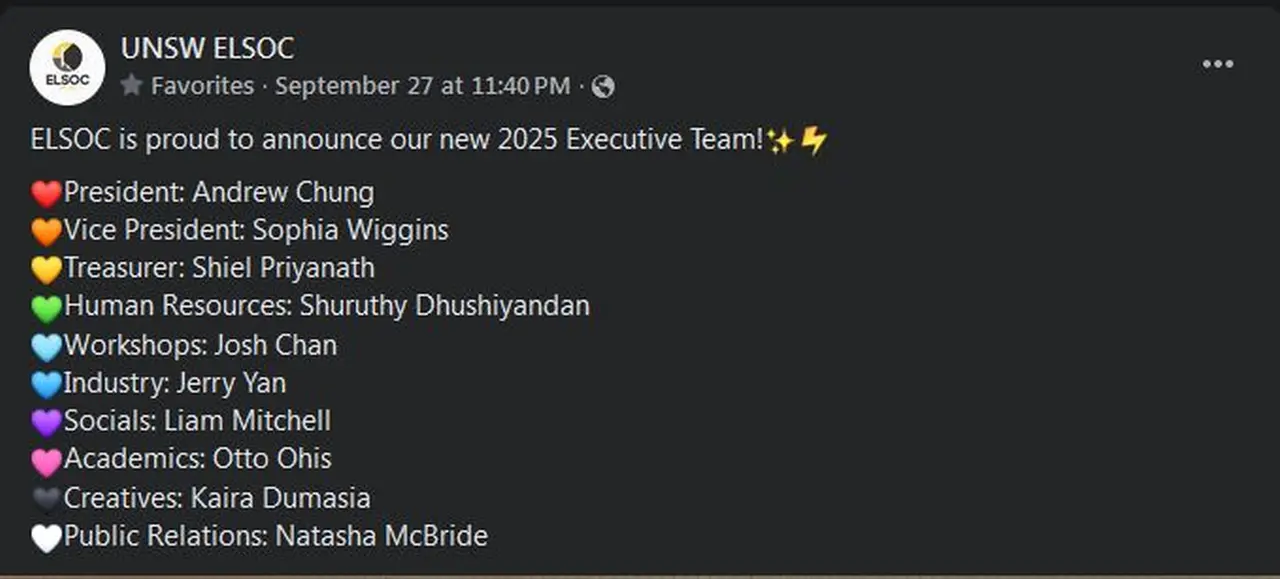 ELSOC
UNSW ELSOC
Favorites · September 27 at 11:40 PM ·
ELSOC is proud to announce our new 2025 Executive Team!✨⚡
❤️President: Andrew Chung
🧡Vice President: Sophia Wiggins
💛Treasurer: Shiel Priyanath
💚Human Resources: Shuruthy Dhushiyandan
🩵Workshops: Josh Chan
💙Industry: Jerry Yan
💜Socials: Liam Mitchell
🩷Academics: Otto Ohis
🖤Creatives: Kaira Dumasia
🤍Public Relations: Natasha McBride